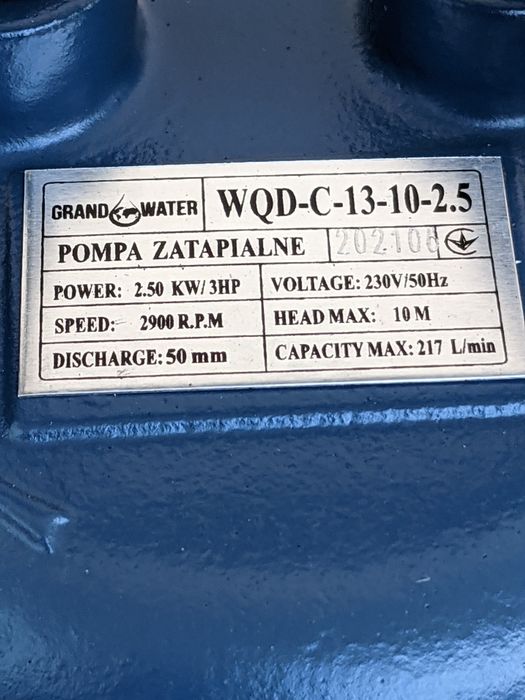 GRAND WATER WQD-C-13-10-2.5
POMPA ZATAPIALNE 202108
POWER: 2.50 KW/3HP VOLTAGE: 230V/50Hz
SPEED: 2900 R.P.M HEAD MAX: 10 M
DISCHARGE: 50 mm CAPACITY MAX: 217 L/min